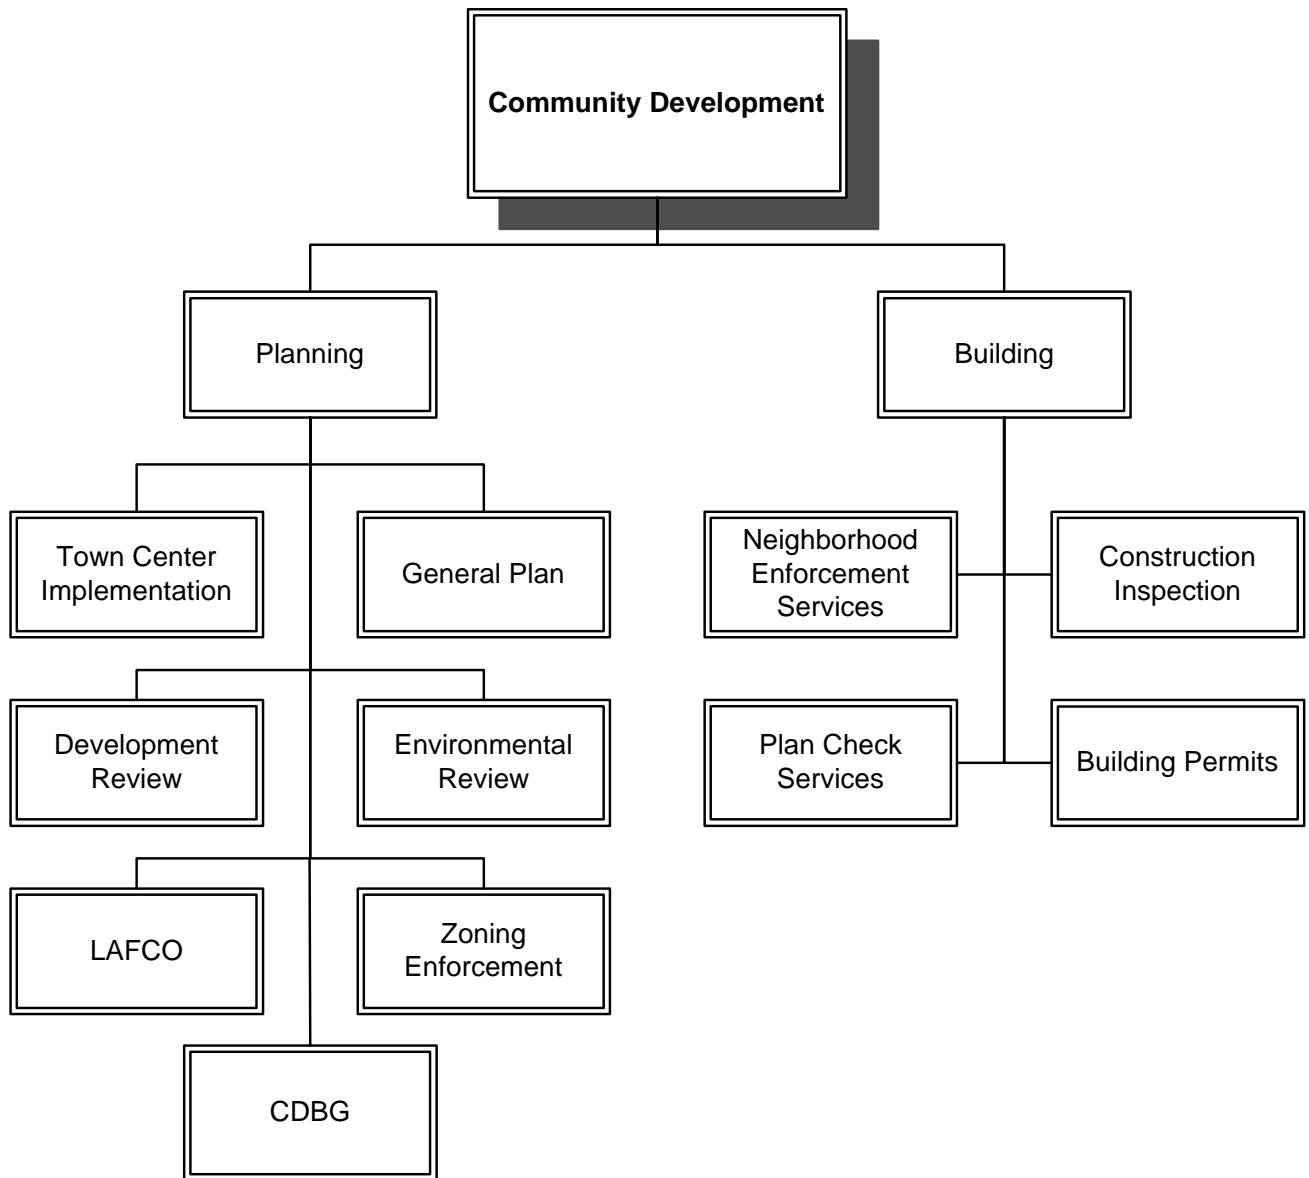 Community Development
Planning
Building
Town Center
Implementation
General Plan
Neighborhood
Enforcement
Services
Construction
Inspection
Development
Review
Environmental
Review
Plan Check
Services
Building Permits
LAFCO
Zoning
Enforcement
CDBG